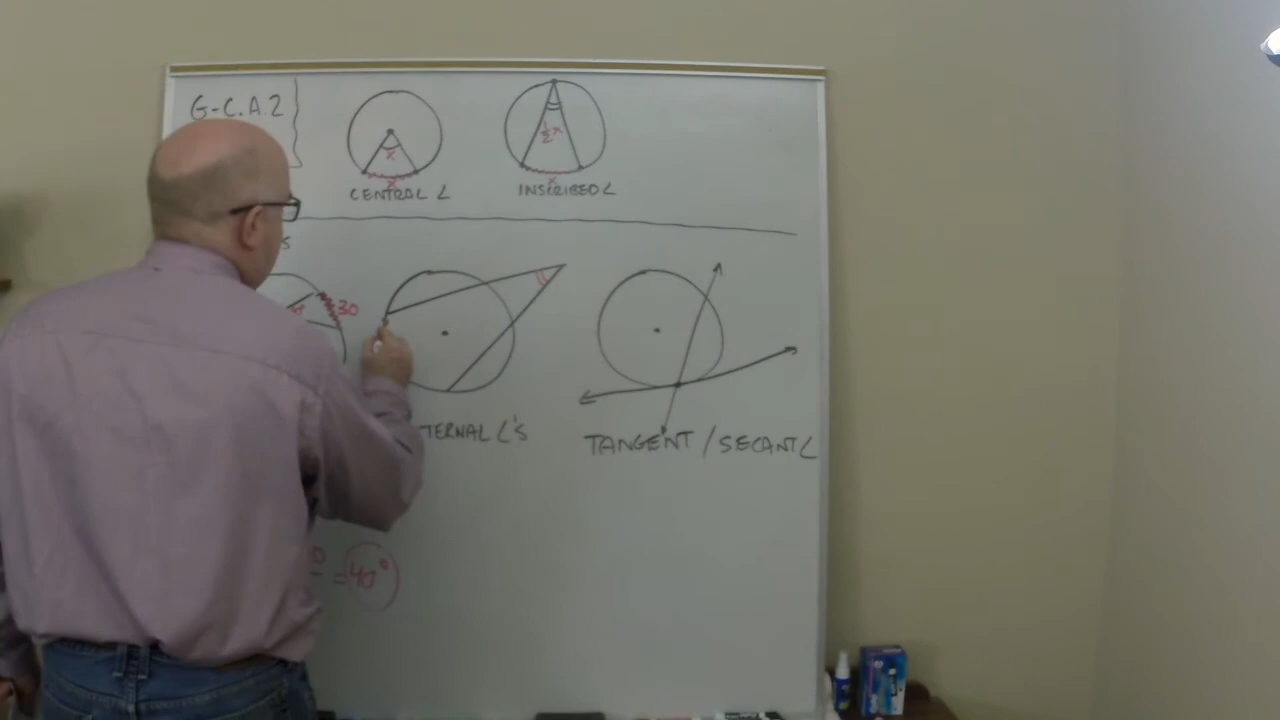 G-C.A.2
x
x
CENTRAL ∠
½x
x
INSCRIBED ∠
30
TERNAL ∠'S
TANGENT / SECANT ∠
= 40°